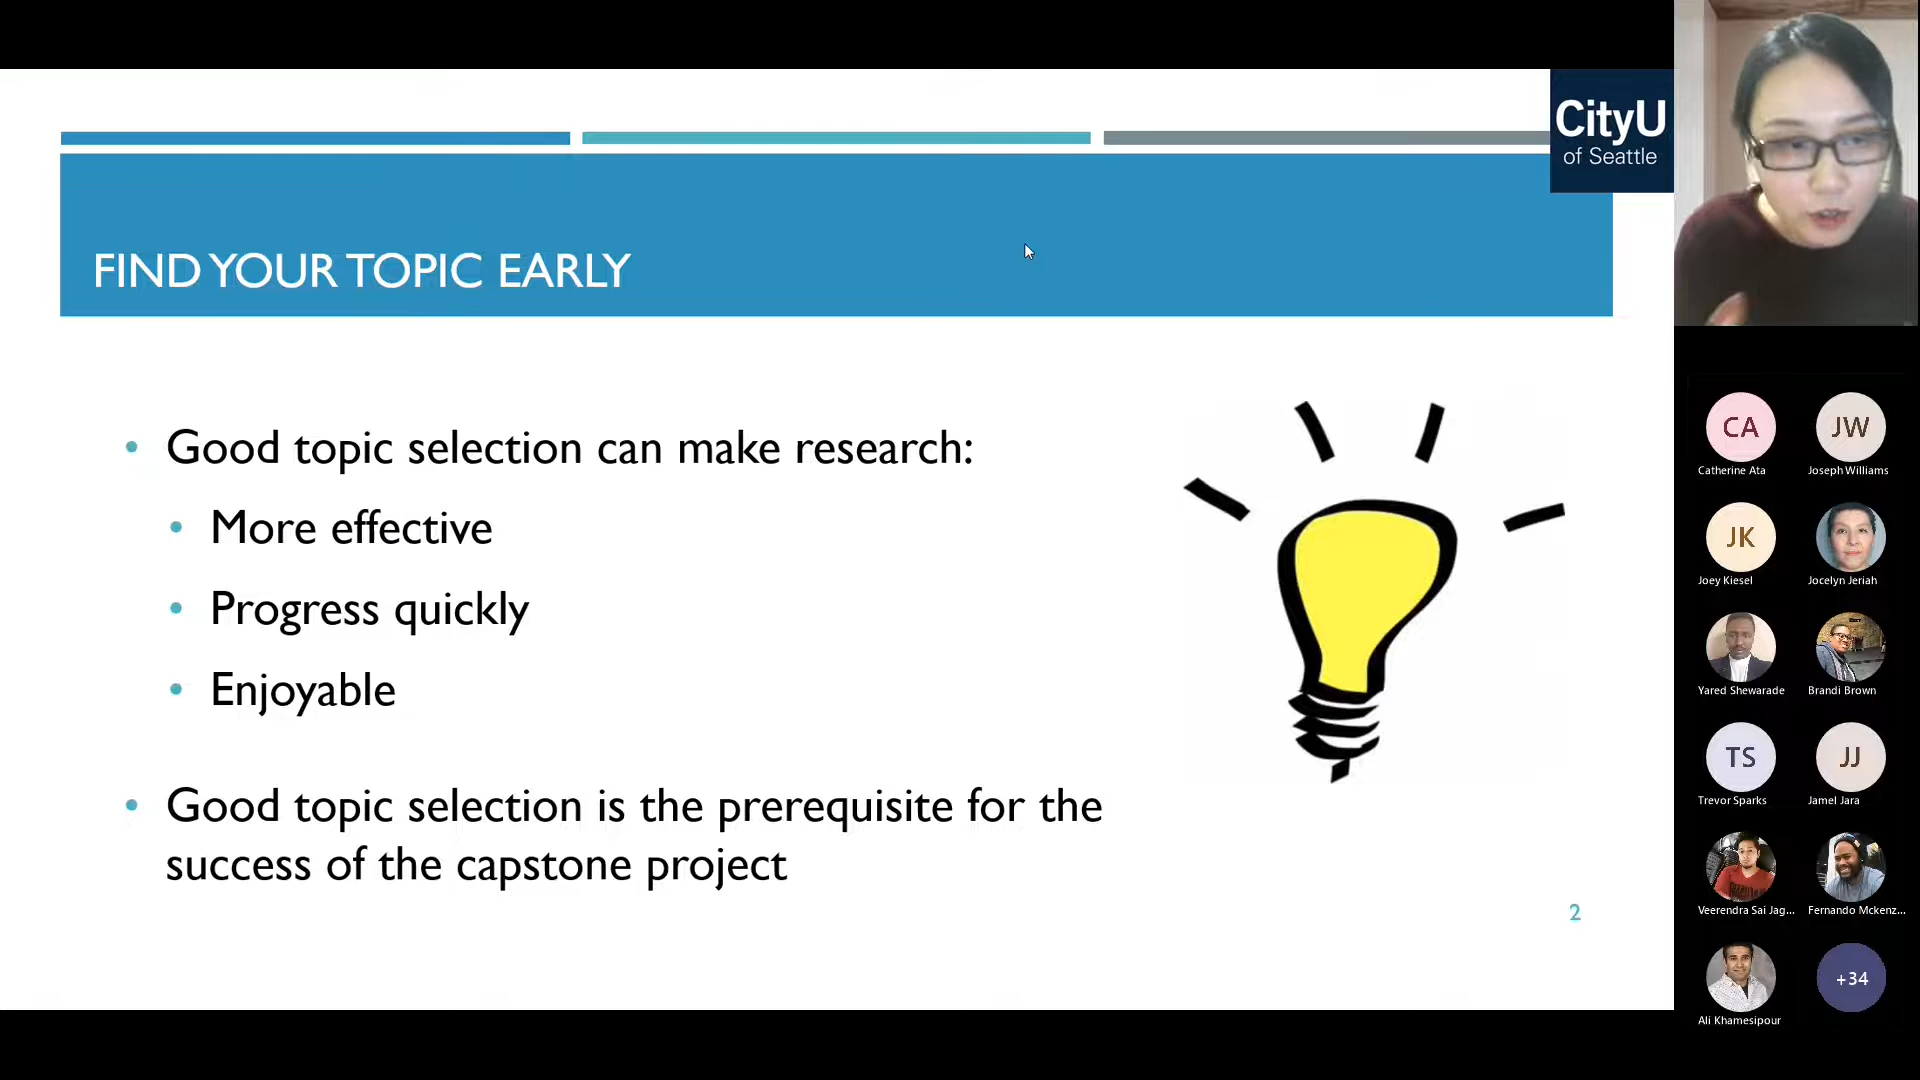 CityU
of Seattle
FIND YOUR TOPIC EARLY
• Good topic selection can make research:
• More effective
• Progress quickly
• Enjoyable
• Good topic selection is the prerequisite for the
success of the capstone project
2
CA
JW
Catherine Ata
Joseph Williams
JK
Joey Kiesel
Jocelyn Jeriah
Yared Shewarade
Brandi Brown
TS
JJ
Trevor Sparks
Jamel Jara
Veerendra Sai Jag...
Fernando Mckenz...
+34
Ali Khamesipour